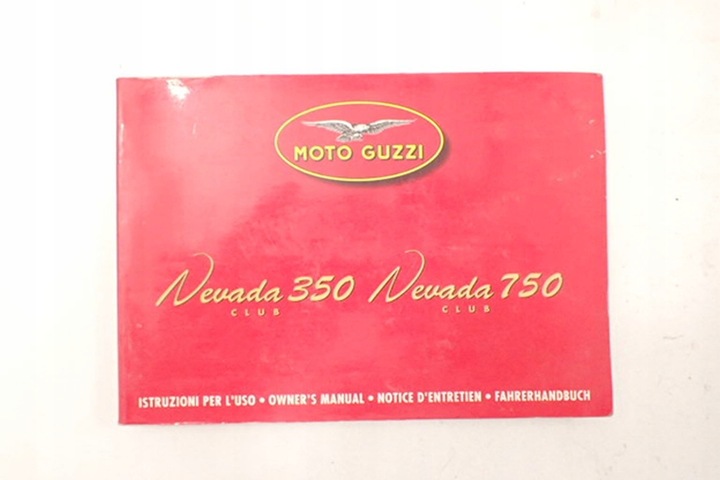 MOTO GUZZI
Nevada 350 Nevada 750
CLUB CLUB
ISTRUZIONI PER L'USO • OWNER'S MANUAL • NOTICE D'ENTRETIEN • FAHRERHANDBUCH